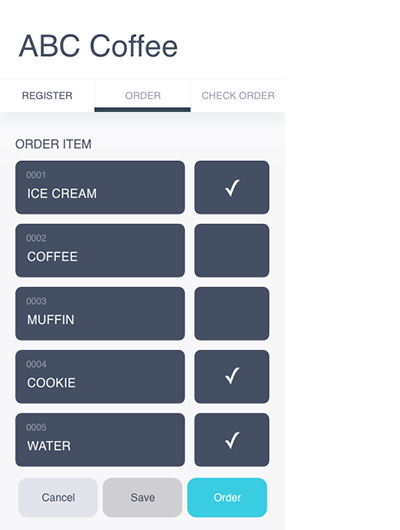 ABC Coffee
REGISTER ORDER CHECK ORDER
ORDER ITEM
0001
ICE CREAM
0002
COFFEE
0003
MUFFIN
0004
COOKIE
0005
WATER
Cancel Save Order